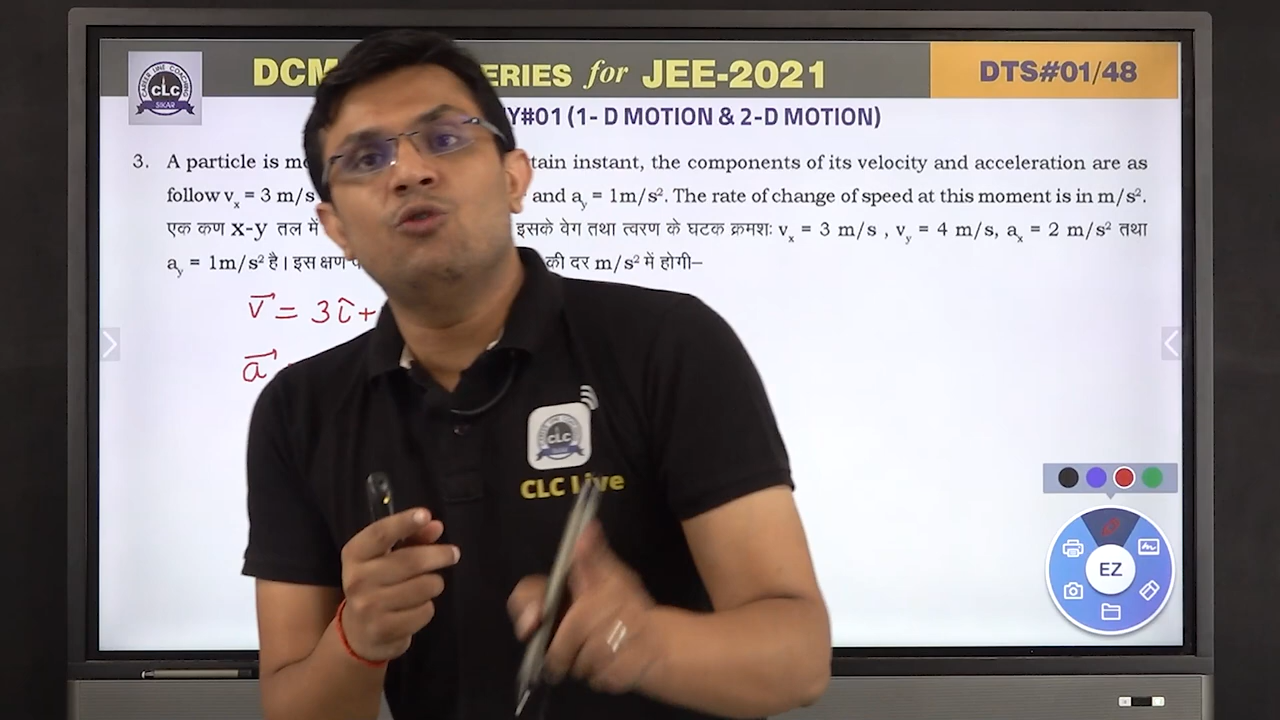 CAREER LINE COACHING
CLC
SIKAR
DCM ERIES for JEE-2021
DTS#01/48
Y#01 (1- D MOTION & 2-D MOTION)
3. A particle is mo tain instant, the components of its velocity and acceleration are as
follow vx = 3 m/s and ay = 1m/s². The rate of change of speed at this moment is in m/s².
एक कण x-y तल में इसके वेग तथा त्वरण के घटक क्रमशः vx = 3 m/s , vy = 4 m/s, ax = 2 m/s² तथा
ay = 1m/s² है। इस क्षण प की दर m/s² में होगी–
v⃗ = 3î +
a⃗
CLC
CLC Live
EZ